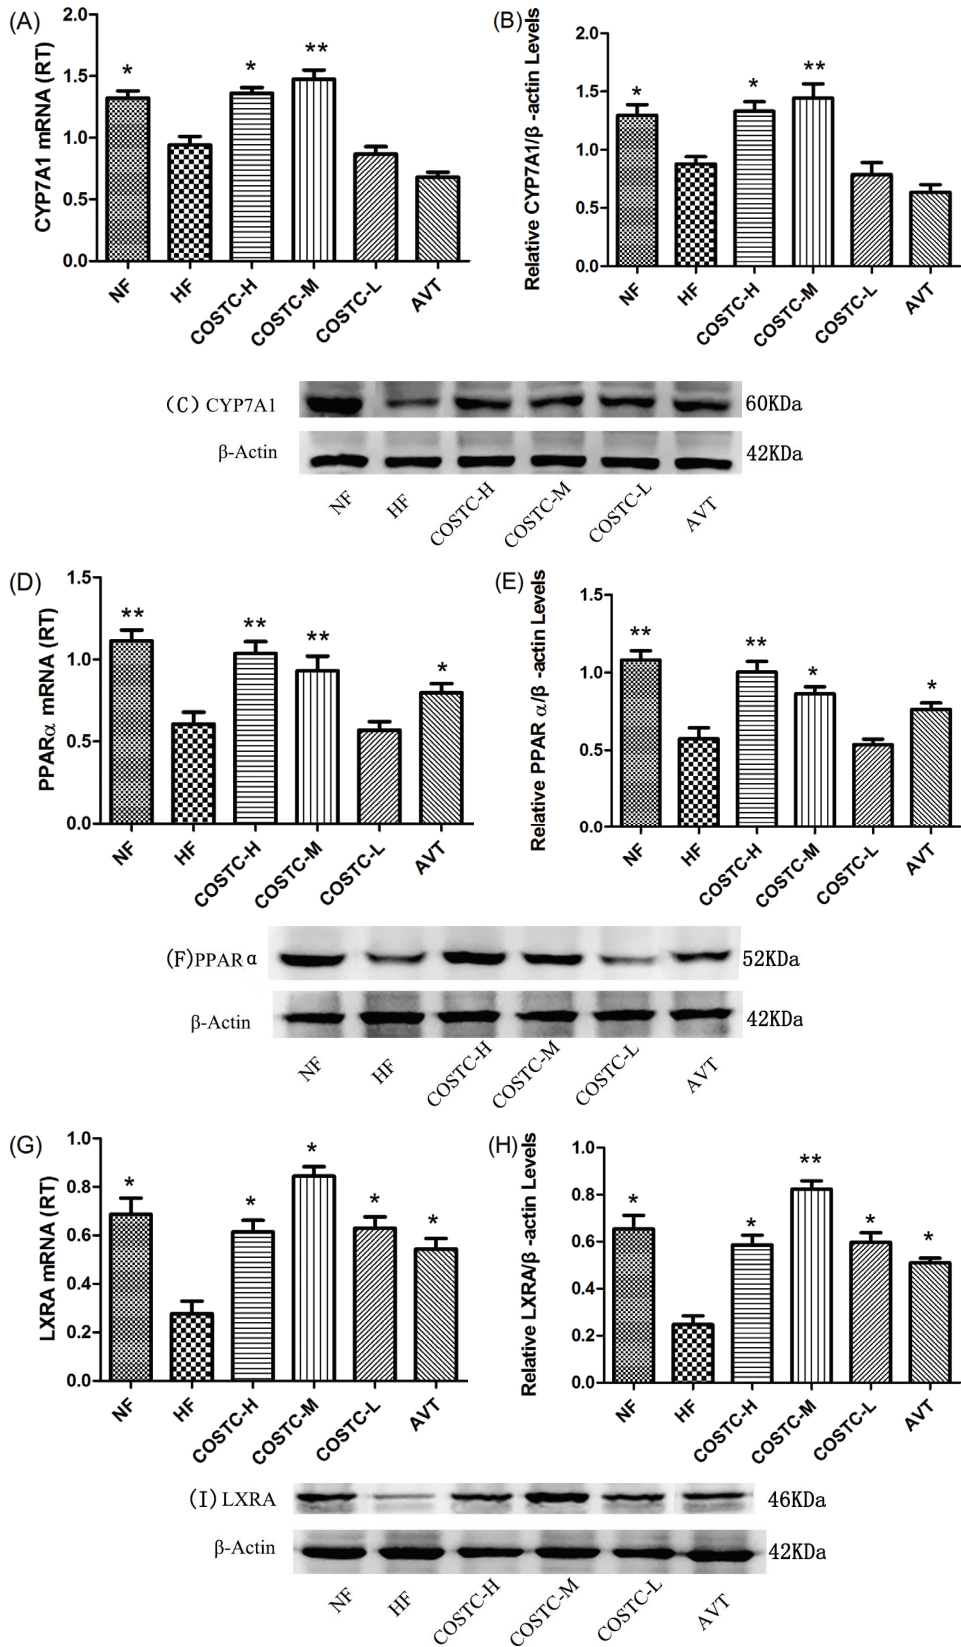 (A)
CYP7A1 mRNA (RT)
2.0
1.5
1.0
0.5
0.0
*
*
**
NF
HF
COSTC-H
COSTC-M
COSTC-L
AVT
(B)
Relative CYP7A1/β -actin Levels
2.0
1.5
1.0
0.5
0.0
*
*
**
NF
HF
COSTC-H
COSTC-M
COSTC-L
AVT
(C) CYP7A1
60KDa
β-Actin
42KDa
NF
HF
COSTC-H
COSTC-M
COSTC-L
AVT
(D)
PPARα mRNA (RT)
1.5
1.0
0.5
0.0
**
**
**
*
NF
HF
COSTC-H
COSTC-M
COSTC-L
AVT
(E)
Relative PPAR α/β -actin Levels
1.5
1.0
0.5
0.0
**
**
*
*
NF
HF
COSTC-H
COSTC-M
COSTC-L
AVT
(F)PPAR α
52KDa
β-Actin
42KDa
NF
HF
COSTC-H
COSTC-M
COSTC-L
AVT
(G)
LXRA mRNA (RT)
1.0
0.8
0.6
0.4
0.2
0.0
*
*
*
*
*
NF
HF
COSTC-H
COSTC-M
COSTC-L
AVT
(H)
Relative LXRA/β -actin Levels
1.0
0.8
0.6
0.4
0.2
0.0
*
*
**
*
*
NF
HF
COSTC-H
COSTC-M
COSTC-L
AVT
(I) LXRA
46KDa
β-Actin
42KDa
NF
HF
COSTC-H
COSTC-M
COSTC-L
AVT